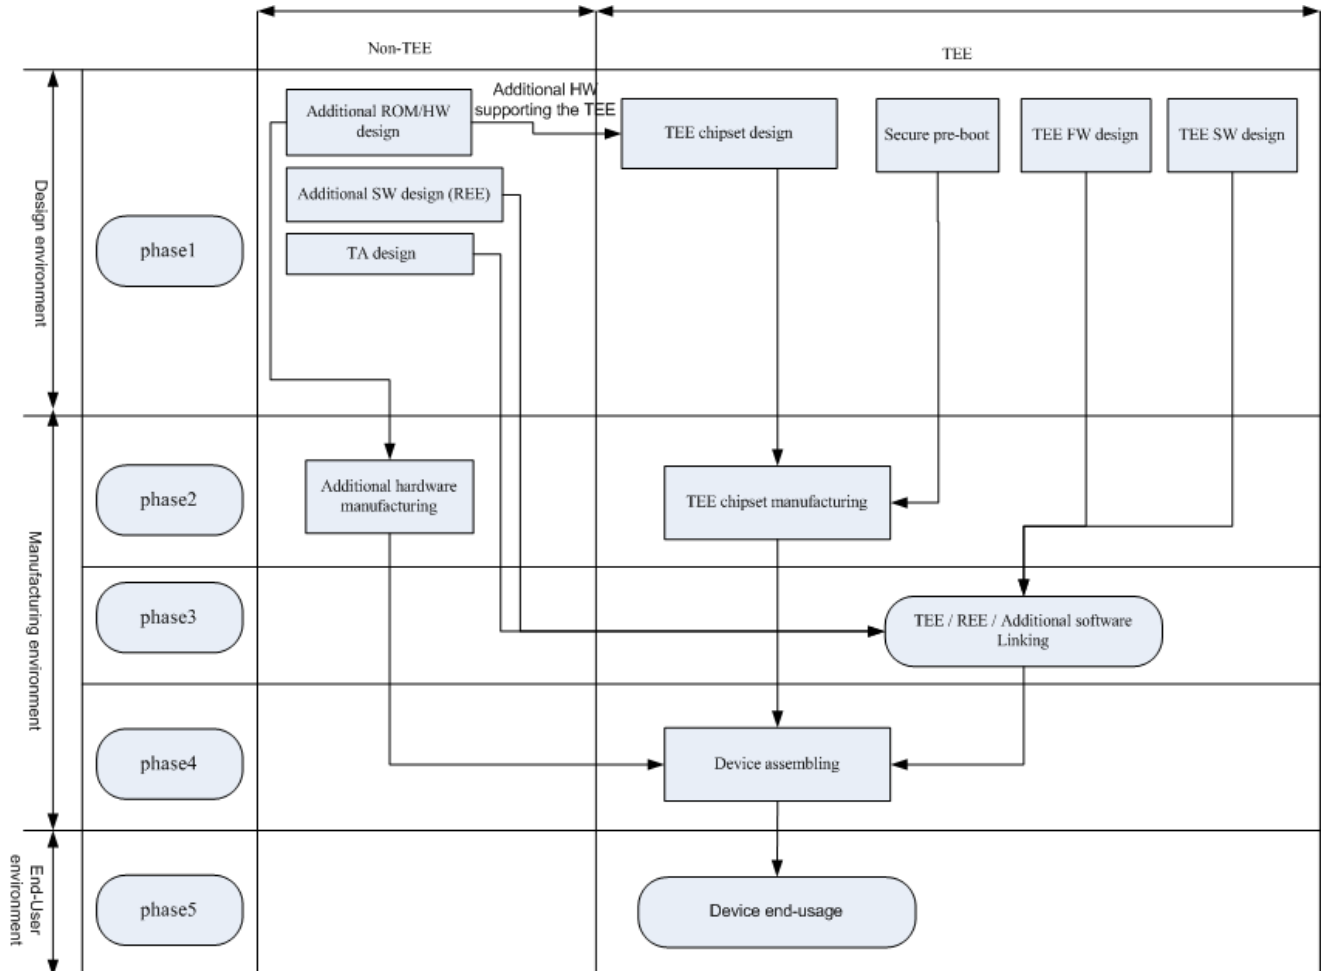 Non-TEE
TEE
Design environment
phase1
Additional ROM/HW
design
Additional HW
supporting the TEE
TEE chipset design
Secure pre-boot
TEE FW design
TEE SW design
Additional SW design (REE)
TA design
Manufacturing environment
phase2
Additional hardware
manufacturing
TEE chipset manufacturing
phase3
TEE / REE / Additional software
Linking
phase4
Device assembling
End-User
environment
phase5
Device end-usage